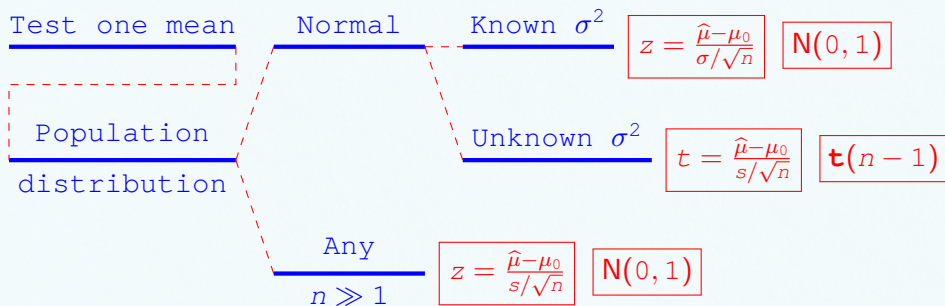 Test one mean
Normal
Known σ²
z = (μ̂−μ₀)/(σ/√n)
N(0, 1)
Population
distribution
Unknown σ²
t = (μ̂−μ₀)/(s/√n)
t(n − 1)
Any
n ≫ 1
z = (μ̂−μ₀)/(s/√n)
N(0, 1)